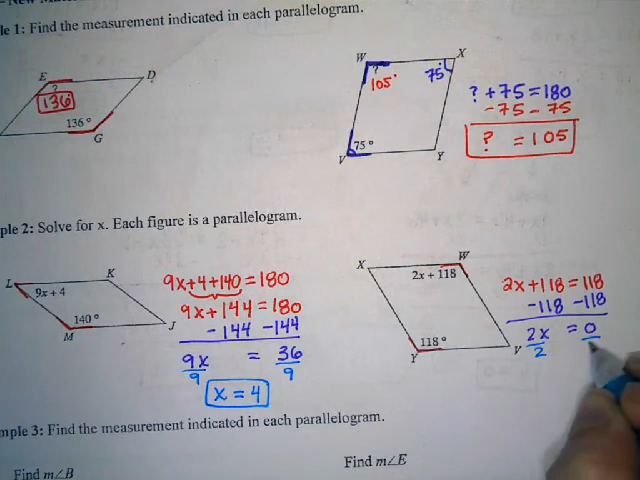 le 1: Find the measurement indicated in each parallelogram.
E
D
?
136
136°
G
W
X
?
105°
75°
V
75°
Y
? + 75 = 180
-75 - 75
? = 105
ple 2: Solve for x. Each figure is a parallelogram.
L
K
9x + 4
140°
M
J
9x+4+140=180
9x+144=180
-144 -144
9x = 36
9 9
x = 4
X
W
2x + 118
118°
Y
V
2x+118=118
-118 -118
2x = 0
2
mple 3: Find the measurement indicated in each parallelogram.
Find m∠B
Find m∠E